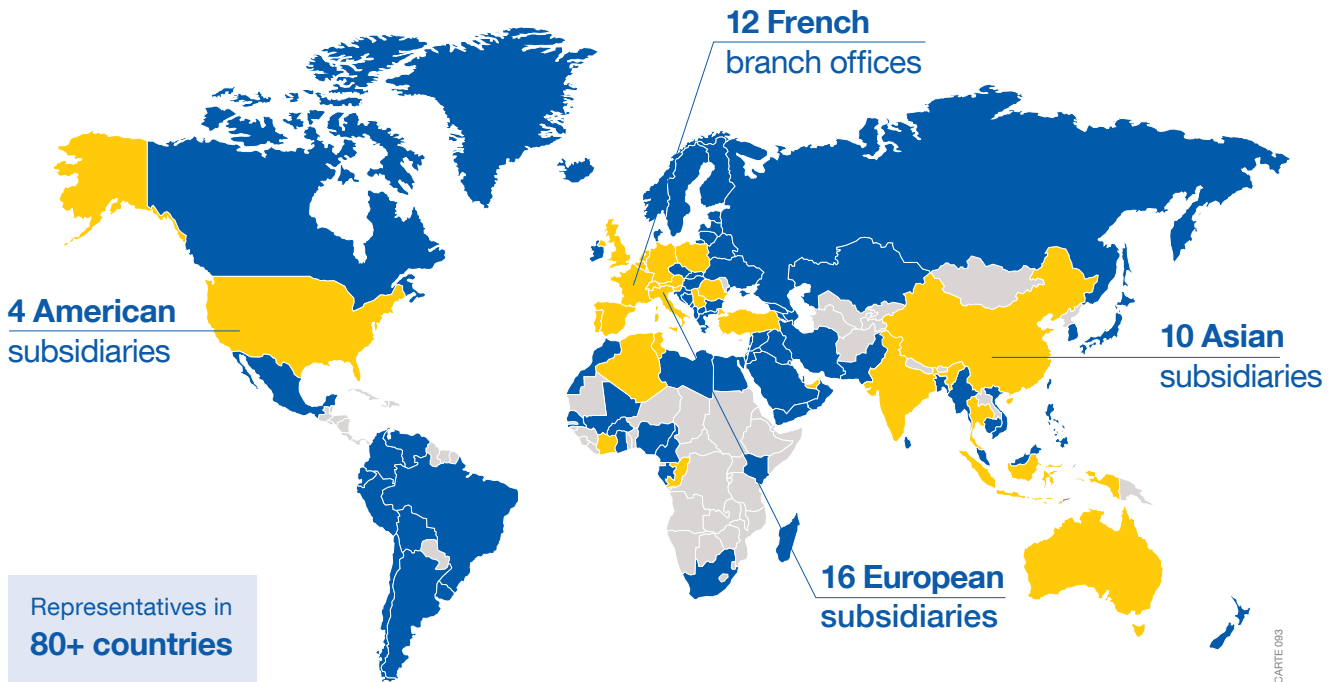 12 French
branch offices
4 American
subsidiaries
10 Asian
subsidiaries
16 European
subsidiaries
Representatives in
80+ countries
CARTE 093